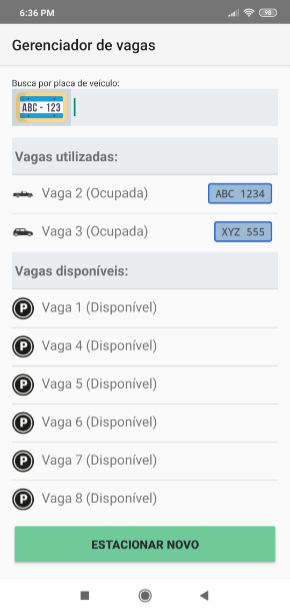 6:36 PM
98
Gerenciador de vagas
Busca por placa de veículo:
ABC - 123
Vagas utilizadas:
Vaga 2 (Ocupada) ABC 1234
Vaga 3 (Ocupada) XYZ 555
Vagas disponíveis:
P Vaga 1 (Disponível)
P Vaga 4 (Disponível)
P Vaga 5 (Disponível)
P Vaga 6 (Disponível)
P Vaga 7 (Disponível)
P Vaga 8 (Disponível)
ESTACIONAR NOVO